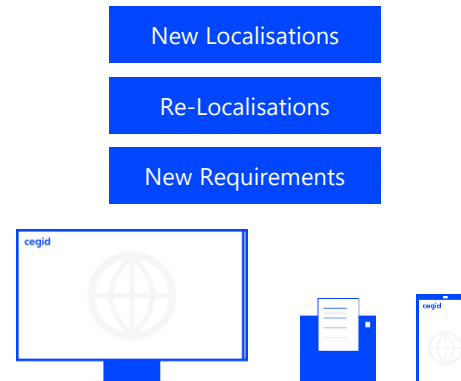 New Localisations
Re-Localisations
New Requirements
cegid
cegid